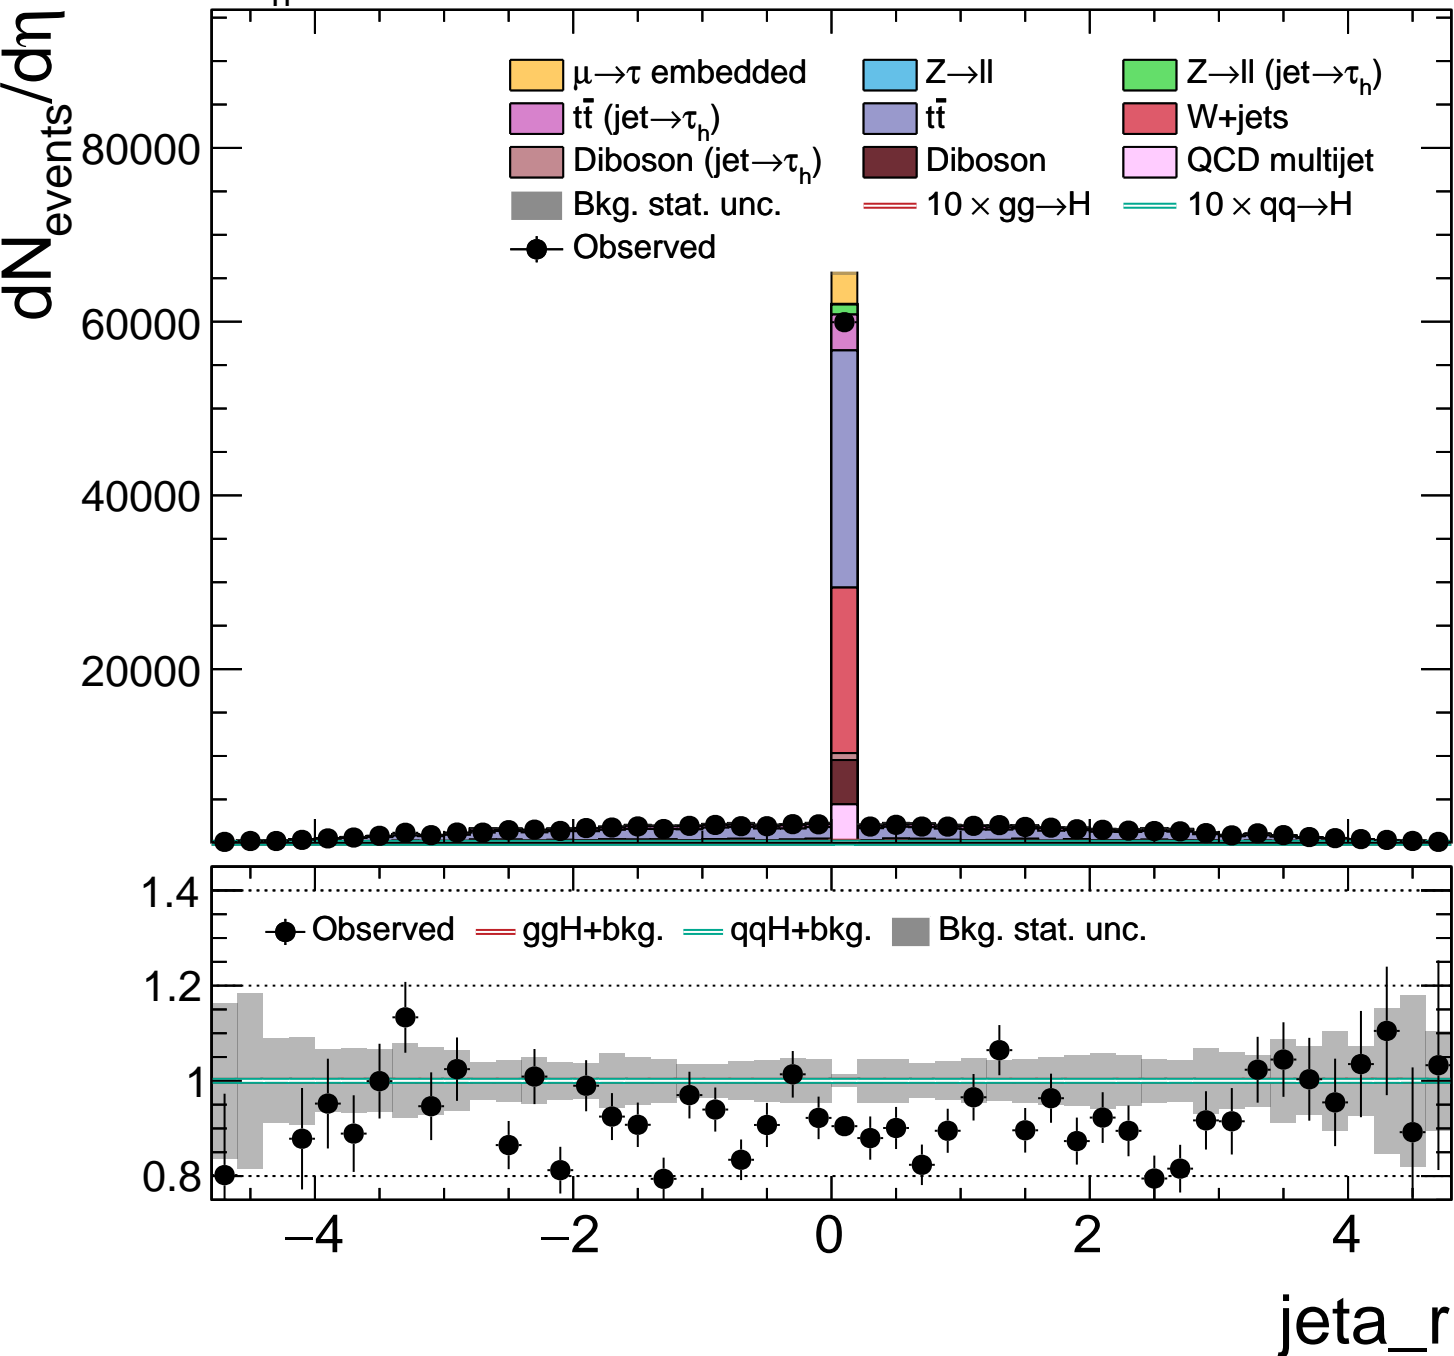 dN_events/dη
μ→τ embedded Z→ll Z→ll (jet→τ_h)
tt̄ (jet→τ_h) tt̄ W+jets
Diboson (jet→τ_h) Diboson QCD multijet
Bkg. stat. unc. 10 × gg→H 10 × qq→H
Observed
80000
60000
40000
20000
1.4
Observed ggH+bkg. qqH+bkg. Bkg. stat. unc.
1.2
1
0.8
−4 −2 0 2 4
jeta_r